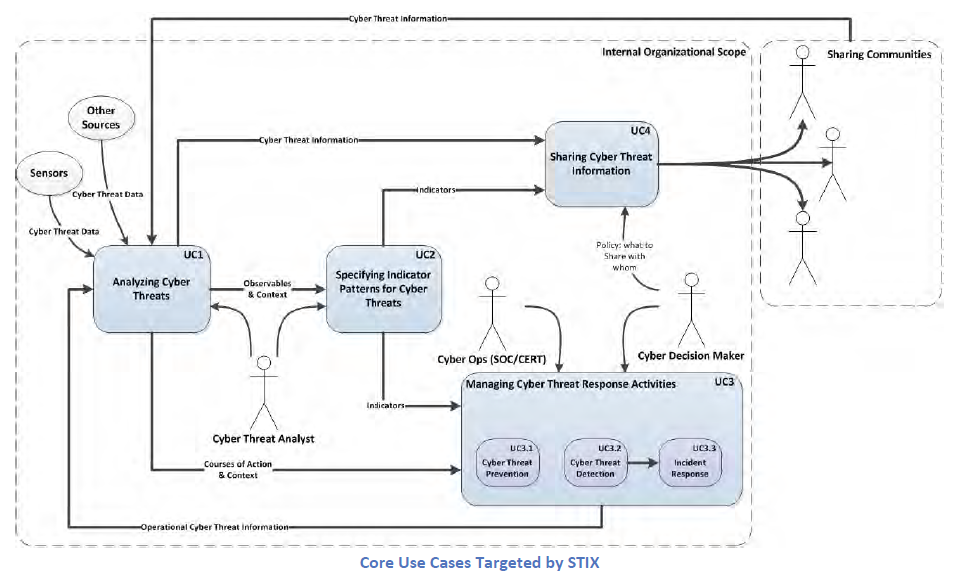 Cyber Threat Information
Internal Organizational Scope
Sharing Communities
Other
Sources
Sensors
Cyber Threat Data
Cyber Threat Data
Cyber Threat Information
UC4
Sharing Cyber Threat
Information
Indicators
UC1
Analyzing Cyber
Threats
Observables
& Context
UC2
Specifying Indicator
Patterns for Cyber
Threats
Policy: what to
Share with
whom
Cyber Ops (SOC/CERT)
Cyber Decision Maker
Cyber Threat Analyst
Indicators
Managing Cyber Threat Response Activities
UC3
UC3.1
Cyber Threat
Prevention
UC3.2
Cyber Threat
Detection
UC3.3
Incident
Response
Courses of Action
& Context
Operational Cyber Threat Information
Core Use Cases Targeted by STIX